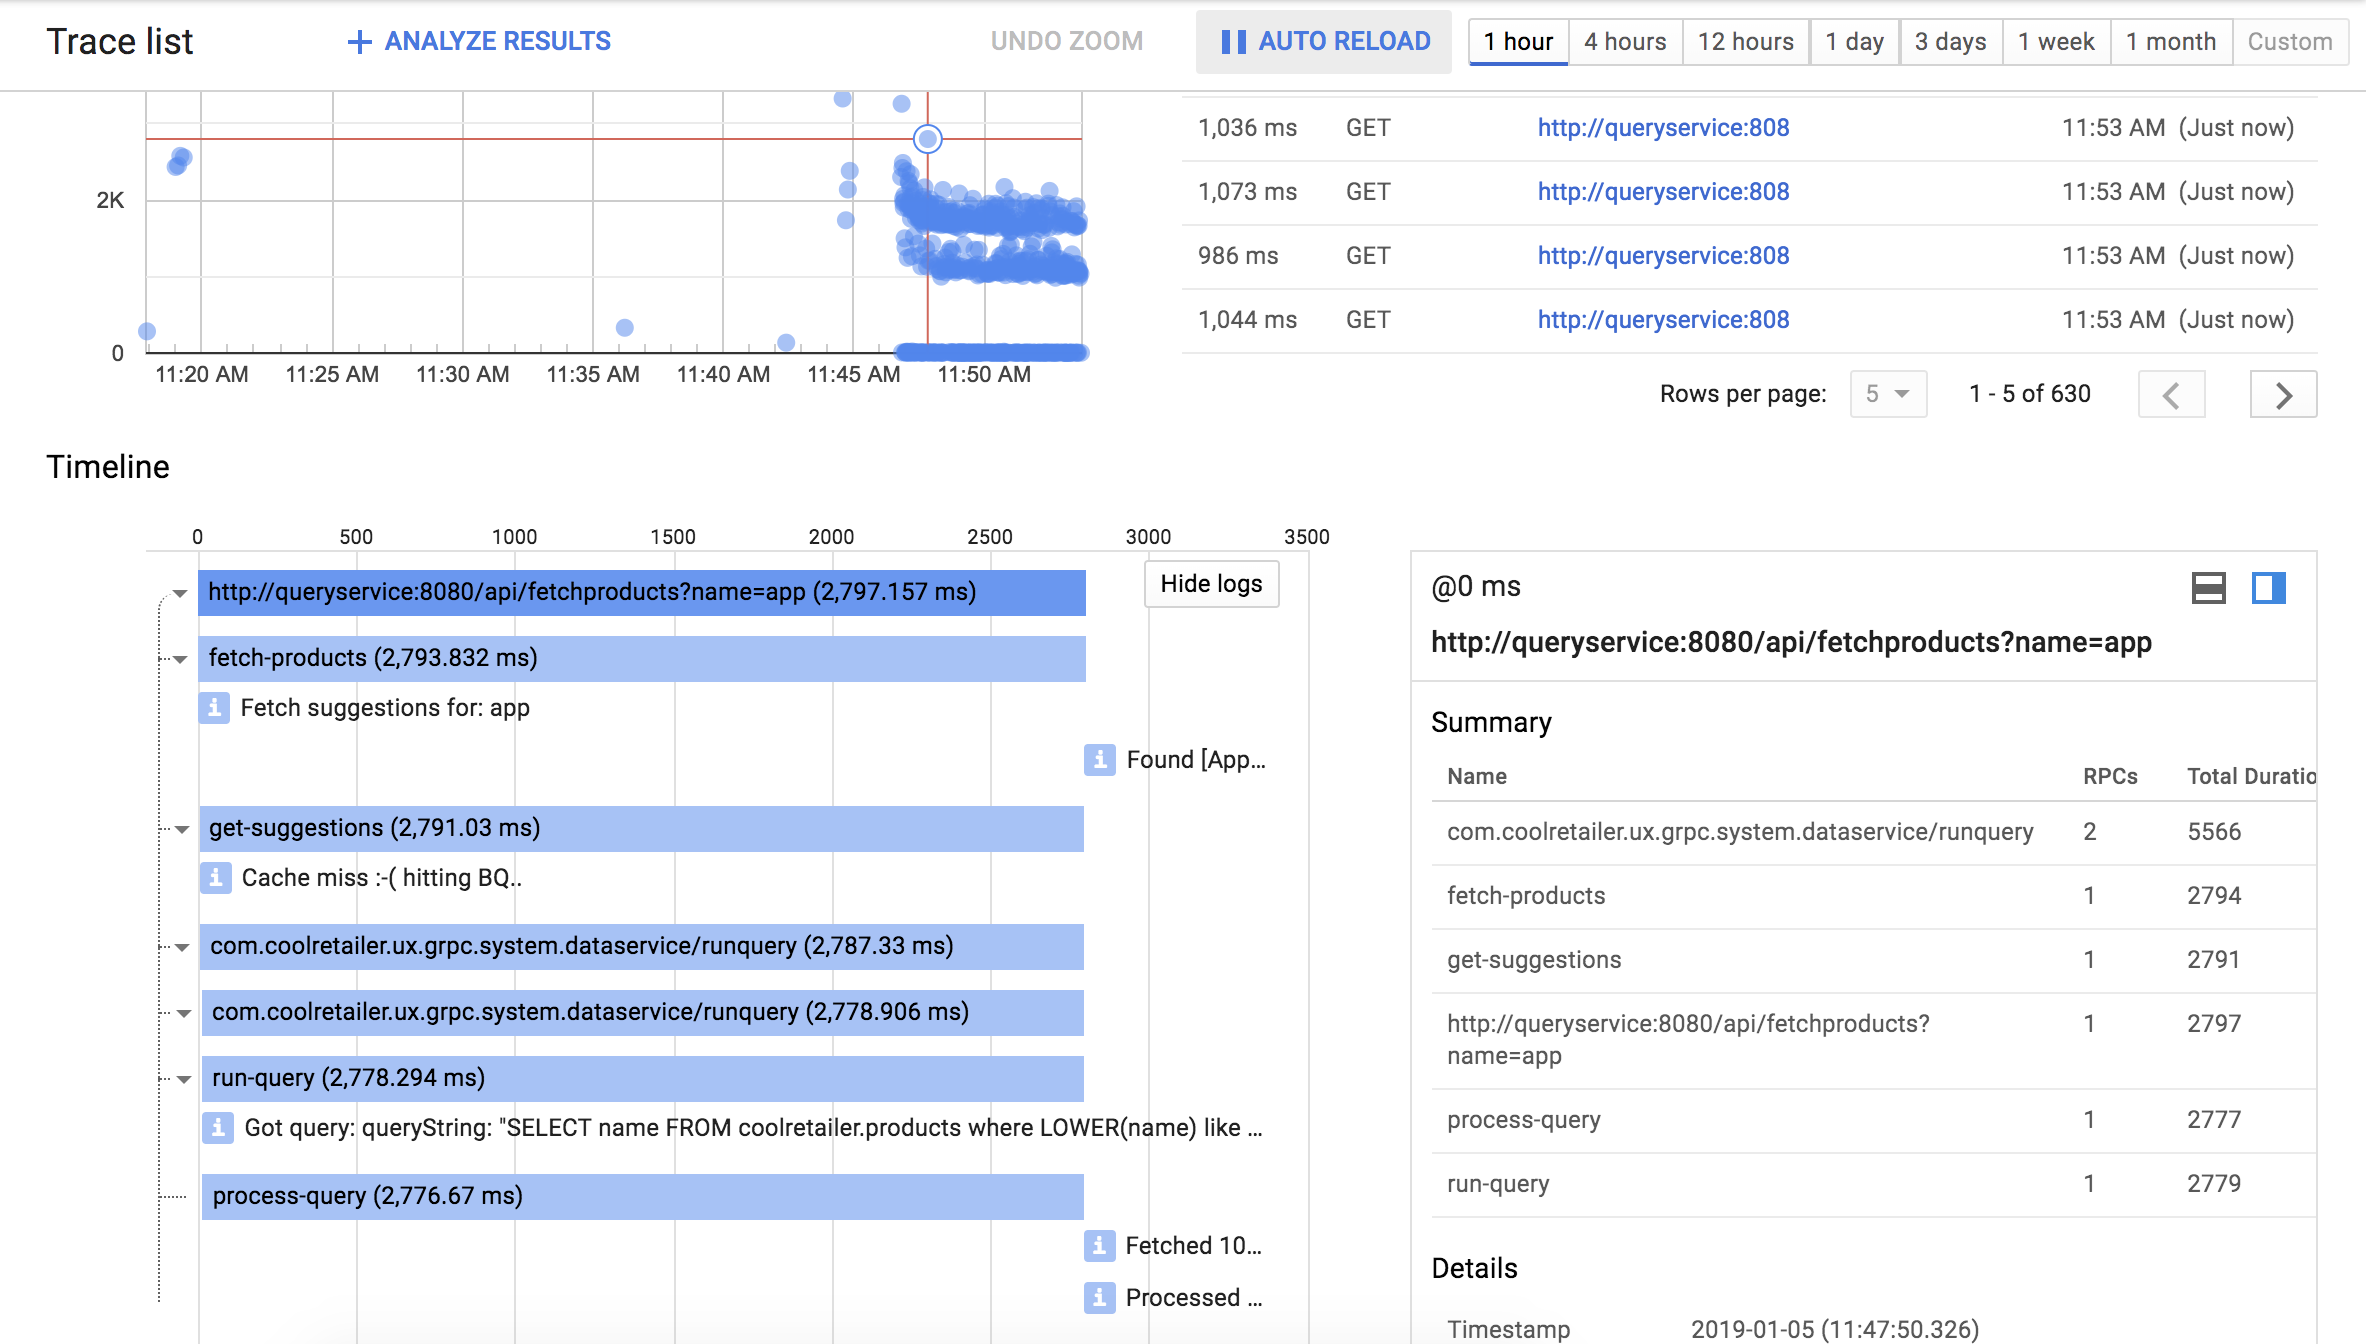 Trace list
ANALYZE RESULTS
UNDO ZOOM
AUTO RELOAD
1 hour
4 hours
12 hours
1 day
3 days
1 week
1 month
Custom
2K
0
11:20 AM 11:25 AM 11:30 AM 11:35 AM 11:40 AM 11:45 AM 11:50 AM
1,036 ms GET http://queryservice:808 11:53 AM (Just now)
1,073 ms GET http://queryservice:808 11:53 AM (Just now)
986 ms GET http://queryservice:808 11:53 AM (Just now)
1,044 ms GET http://queryservice:808 11:53 AM (Just now)
Rows per page: 5 1 - 5 of 630
Timeline
0 500 1000 1500 2000 2500 3000 3500
http://queryservice:8080/api/fetchproducts?name=app (2,797.157 ms)
Hide logs
fetch-products (2,793.832 ms)
Fetch suggestions for: app
Found [App...
get-suggestions (2,791.03 ms)
Cache miss :-( hitting BQ..
com.coolretailer.ux.grpc.system.dataservice/runquery (2,787.33 ms)
com.coolretailer.ux.grpc.system.dataservice/runquery (2,778.906 ms)
run-query (2,778.294 ms)
Got query: queryString: "SELECT name FROM coolretailer.products where LOWER(name) like ...
process-query (2,776.67 ms)
Fetched 10...
Processed ...
@0 ms
http://queryservice:8080/api/fetchproducts?name=app
Summary
Name RPCs Total Duratio
com.coolretailer.ux.grpc.system.dataservice/runquery 2 5566
fetch-products 1 2794
get-suggestions 1 2791
http://queryservice:8080/api/fetchproducts? 1 2797
name=app
process-query 1 2777
run-query 1 2779
Details
Timestamp 2019-01-05 (11:47:50.326)